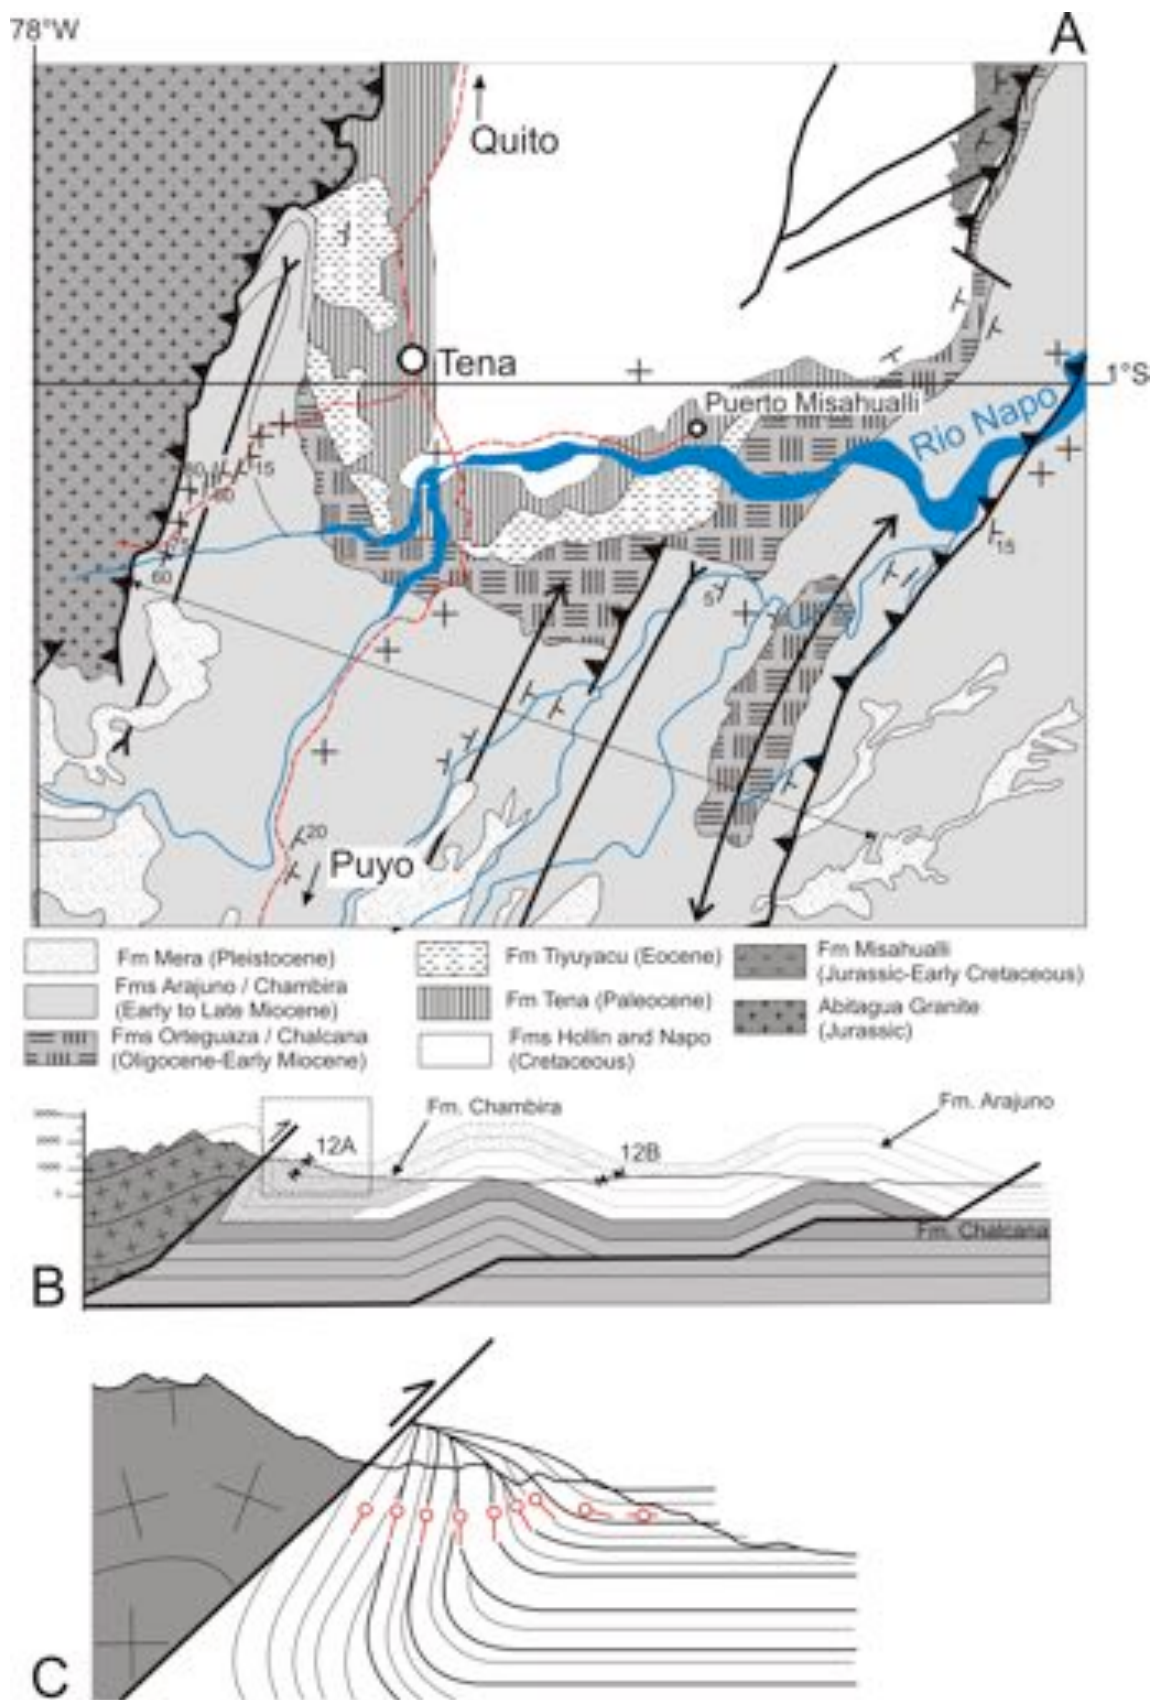 78°W
A
Quito
Tena
1°S
Puerto Misahualli
Rio Napo
15
60
5
15
20
Puyo
Fm Mera (Pleistocene)
Fms Arajuno / Chambira
(Early to Late Miocene)
Fms Orteguaza / Chalcana
(Oligocene-Early Miocene)
Fm Tiyuyacu (Eocene)
Fm Tena (Paleocene)
Fms Hollin and Napo
(Cretaceous)
Fm Misahualli
(Jurassic-Early Cretaceous)
Abitagua Granite
(Jurassic)
Fm. Chambira
Fm. Arajuno
12A
12B
Fm. Chalcana
B
C